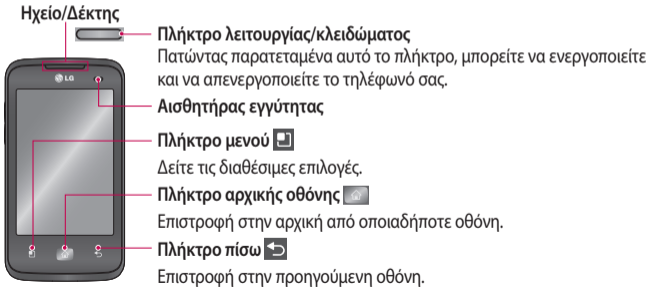 Ηχείο/Δέκτης
Πλήκτρο λειτουργίας/κλειδώματος
Πατώντας παρατεταμένα αυτό το πλήκτρο, μπορείτε να ενεργοποιείτε
και να απενεργοποιείτε το τηλέφωνό σας.
LG
Αισθητήρας εγγύτητας
Πλήκτρο μενού
Δείτε τις διαθέσιμες επιλογές.
Πλήκτρο αρχικής οθόνης
Επιστροφή στην αρχική από οποιαδήποτε οθόνη.
Πλήκτρο πίσω
Επιστροφή στην προηγούμενη οθόνη.